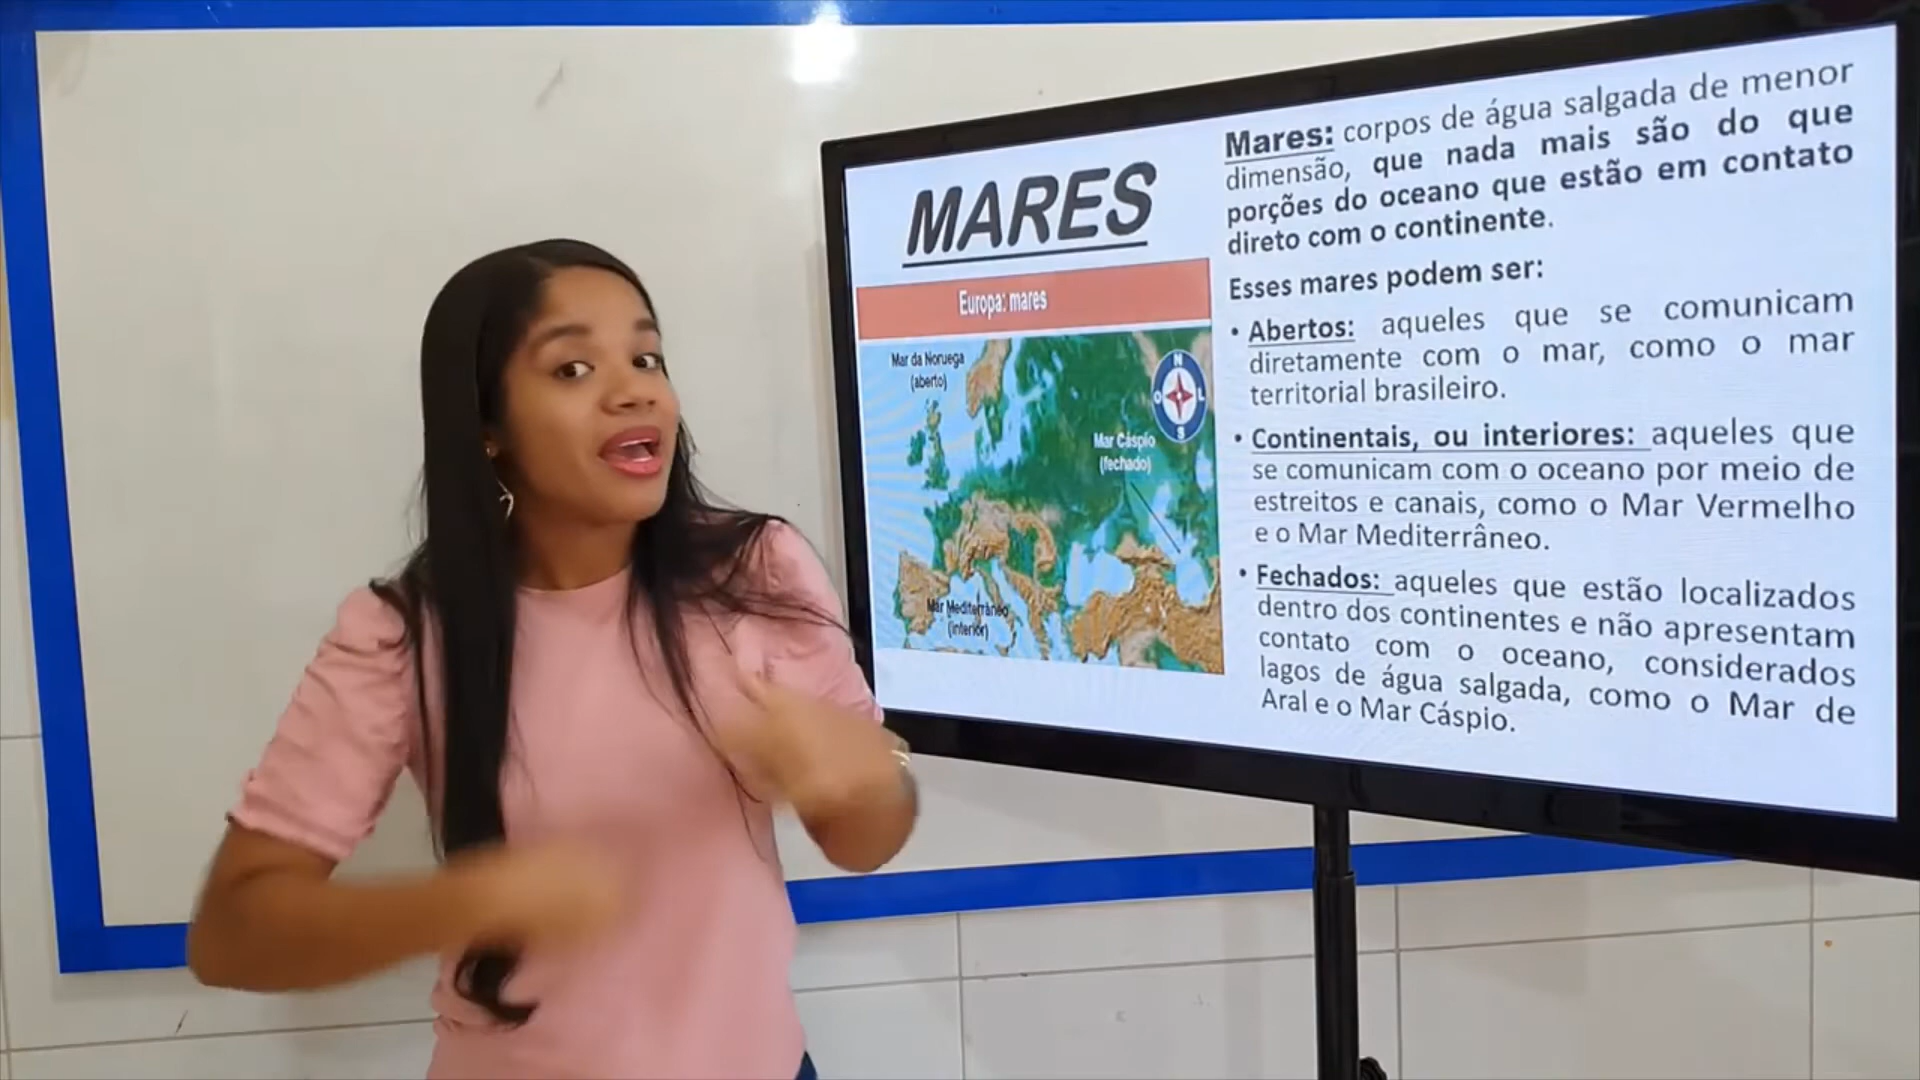 MARES
Europa: mares
Mar da Noruega
(aberto)
N
O
L
S
Mar Cáspio
(fechado)
Mar Mediterrâneo
(interior)
Mares: corpos de água salgada de menor
dimensão, que nada mais são do que
porções do oceano que estão em contato
direto com o continente.
Esses mares podem ser:
• Abertos: aqueles que se comunicam
diretamente com o mar, como o mar
territorial brasileiro.
• Continentais, ou interiores: aqueles que
se comunicam com o oceano por meio de
estreitos e canais, como o Mar Vermelho
e o Mar Mediterrâneo.
• Fechados: aqueles que estão localizados
dentro dos continentes e não apresentam
contato com o oceano, considerados
lagos de água salgada, como o Mar de
Aral e o Mar Cáspio.